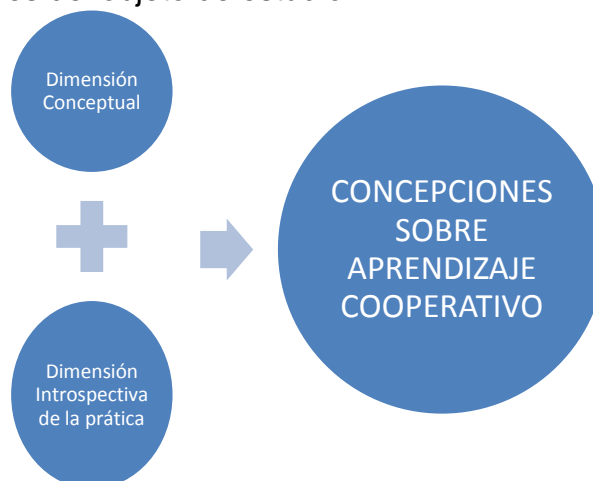 Dimensión
Conceptual
CONCEPCIONES
SOBRE
APRENDIZAJE
COOPERATIVO
Dimensión
Introspectiva
de la prática